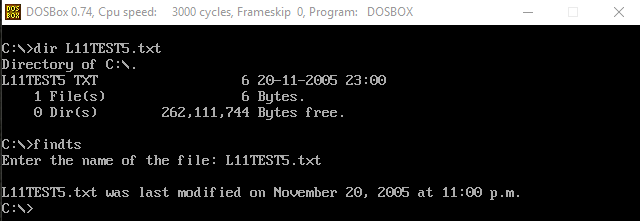 DOS BOX DOSBox 0.74, Cpu speed: 3000 cycles, Frameskip 0, Program: DOSBOX
C:\>dir L11TEST5.txt
Directory of C:\.
L11TEST5 TXT 6 20-11-2005 23:00
1 File(s) 6 Bytes.
0 Dir(s) 262,111,744 Bytes free.
C:\>findts
Enter the name of the file: L11TEST5.txt
L11TEST5.txt was last modified on November 20, 2005 at 11:00 p.m.
C:\>